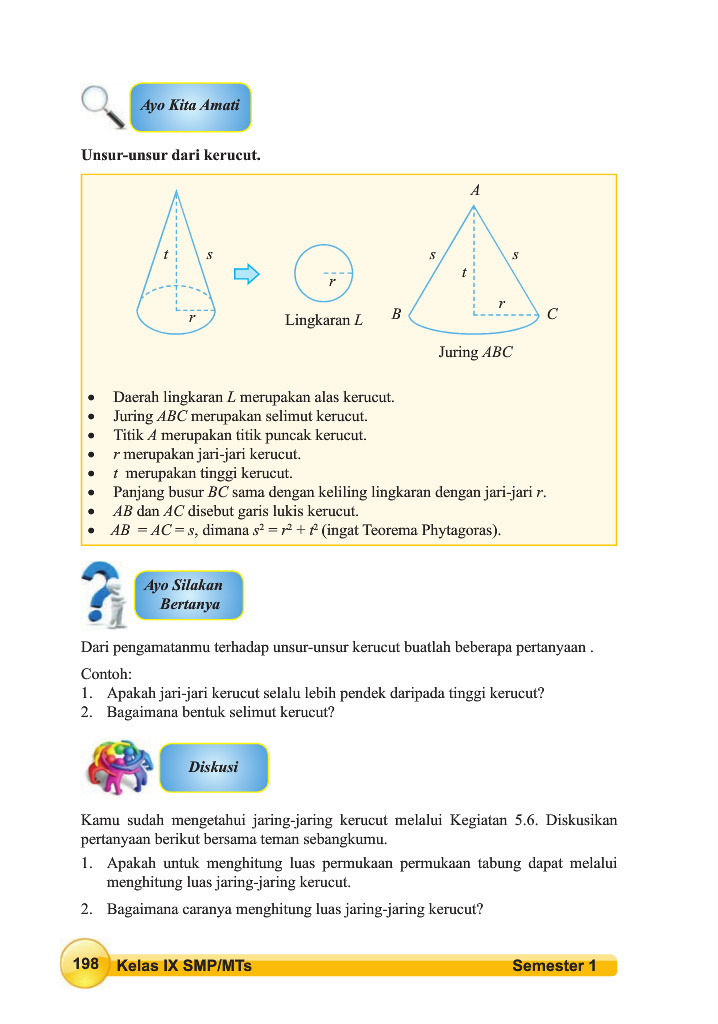 Ayo Kita Amati
Unsur-unsur dari kerucut.
t
s
r
r
Lingkaran L
A
s
s
t
r
B
C
Juring ABC
• Daerah lingkaran L merupakan alas kerucut.
• Juring ABC merupakan selimut kerucut.
• Titik A merupakan titik puncak kerucut.
• r merupakan jari-jari kerucut.
• t merupakan tinggi kerucut.
• Panjang busur BC sama dengan keliling lingkaran dengan jari-jari r.
• AB dan AC disebut garis lukis kerucut.
• AB = AC = s, dimana s² = r² + t² (ingat Teorema Phytagoras).
Ayo Silakan
Bertanya
Dari pengamatanmu terhadap unsur-unsur kerucut buatlah beberapa pertanyaan .
Contoh:
1. Apakah jari-jari kerucut selalu lebih pendek daripada tinggi kerucut?
2. Bagaimana bentuk selimut kerucut?
Diskusi
Kamu sudah mengetahui jaring-jaring kerucut melalui Kegiatan 5.6. Diskusikan
pertanyaan berikut bersama teman sebangkumu.
1. Apakah untuk menghitung luas permukaan permukaan tabung dapat melalui
menghitung luas jaring-jaring kerucut.
2. Bagaimana caranya menghitung luas jaring-jaring kerucut?
198 Kelas IX SMP/MTs Semester 1